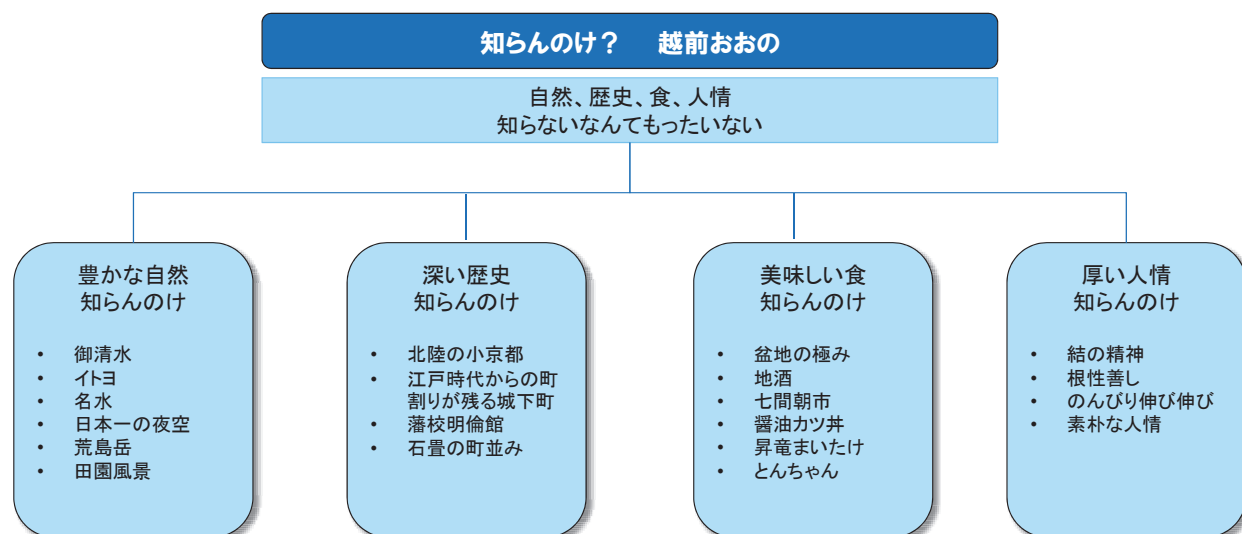 知らんのけ？　越前おおの
自然、歴史、食、人情
知らないなんてもったいない
豊かな自然
知らんのけ
• 御清水
• イトヨ
• 名水
• 日本一の夜空
• 荒島岳
• 田園風景
深い歴史
知らんのけ
• 北陸の小京都
• 江戸時代からの町
割りが残る城下町
• 藩校明倫館
• 石畳の町並み
美味しい食
知らんのけ
• 盆地の極み
• 地酒
• 七間朝市
• 醤油カツ丼
• 昇竜まいたけ
• とんちゃん
厚い人情
知らんのけ
• 結の精神
• 根性善し
• のんびり伸び伸び
• 素朴な人情